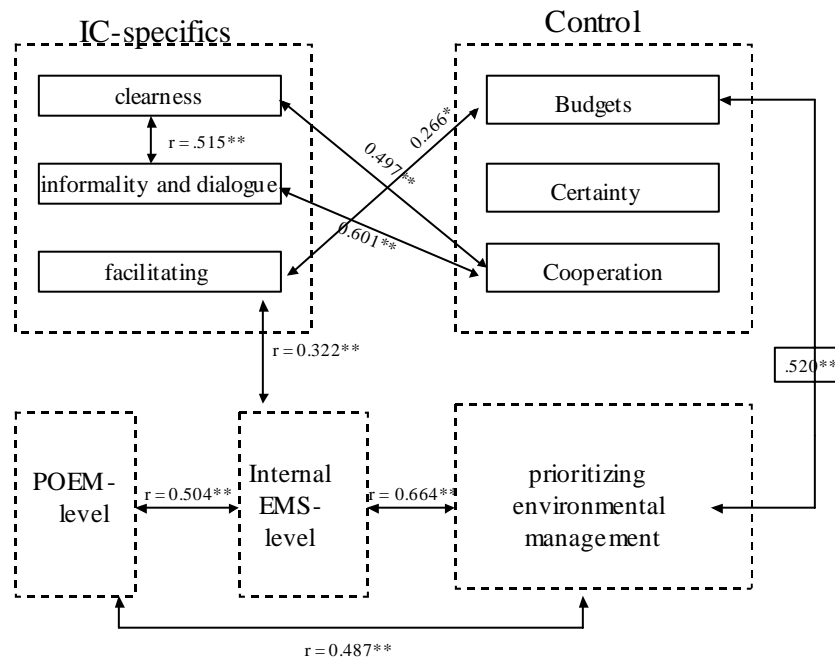 IC-specifics
Control
clearness
Budgets
r = .515**
0.266*
0.497**
informality and dialogue
Certainty
0.601**
facilitating
Cooperation
r = 0.322**
.520**
POEM-
level
r = 0.504**
Internal
EMS-
level
r = 0.664**
prioritizing
environmental
management
r = 0.487**